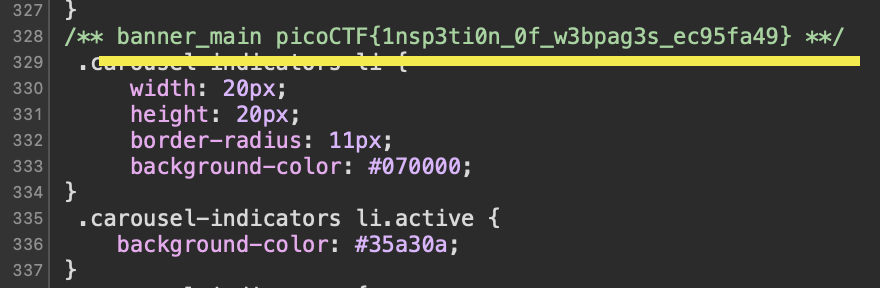 327 }
328 /** banner_main picoCTF{1nsp3ti0n_0f_w3bpag3s_ec95fa49} **/
329 .carousel-indicators li {
330 width: 20px;
331 height: 20px;
332 border-radius: 11px;
333 background-color: #070000;
334 }
335 .carousel-indicators li.active {
336 background-color: #35a30a;
337 }